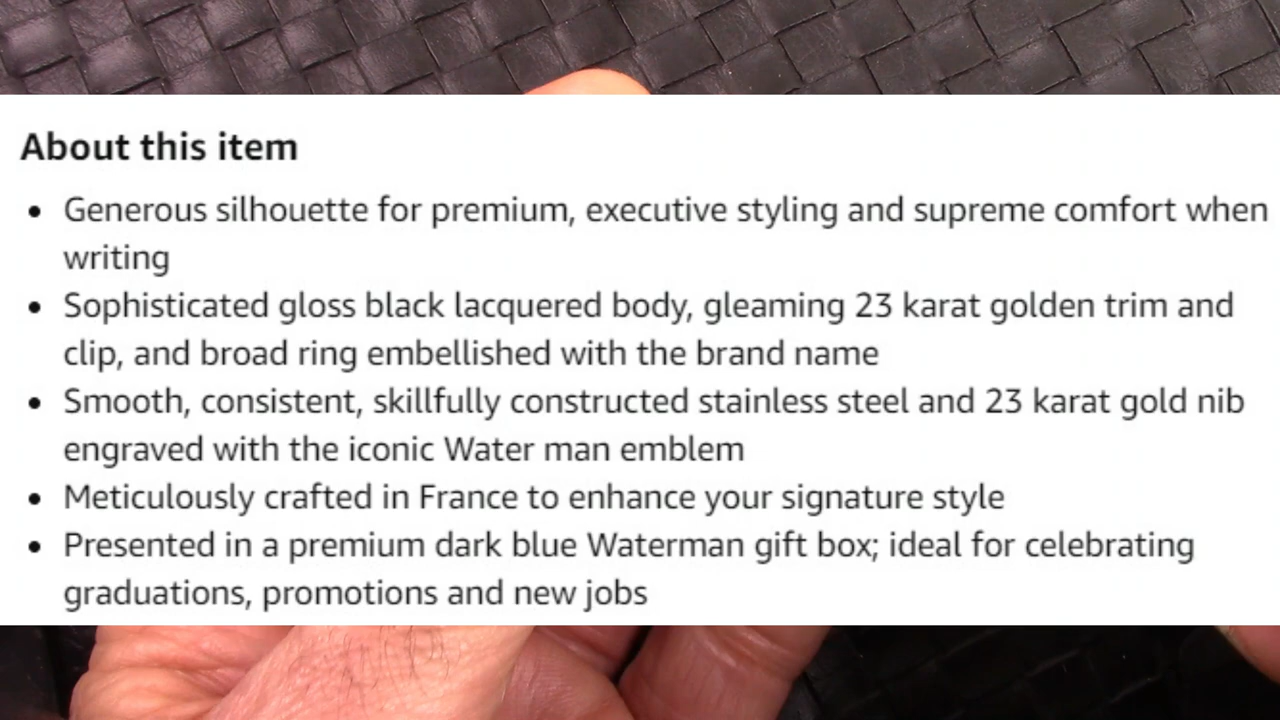 About this item
• Generous silhouette for premium, executive styling and supreme comfort when
writing
• Sophisticated gloss black lacquered body, gleaming 23 karat golden trim and
clip, and broad ring embellished with the brand name
• Smooth, consistent, skillfully constructed stainless steel and 23 karat gold nib
engraved with the iconic Water man emblem
• Meticulously crafted in France to enhance your signature style
• Presented in a premium dark blue Waterman gift box; ideal for celebrating
graduations, promotions and new jobs